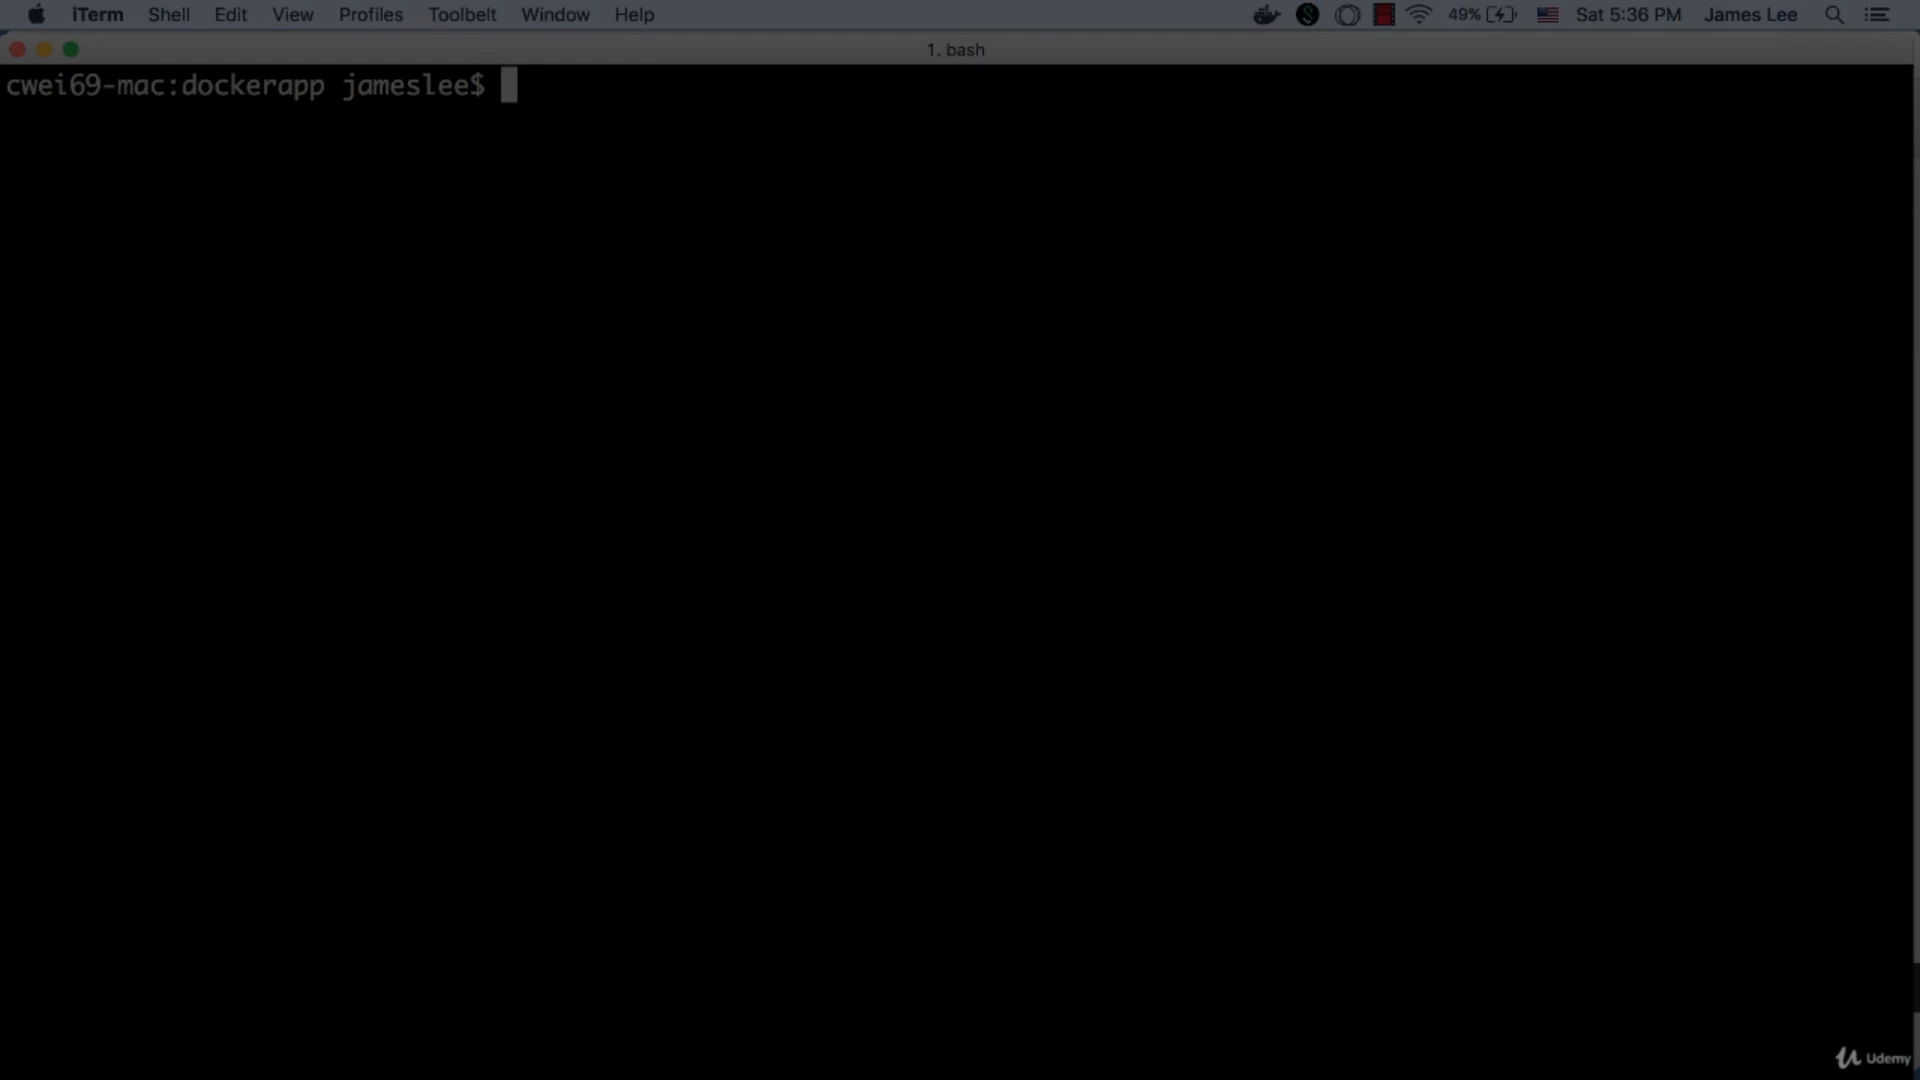 iTerm Shell Edit View Profiles Toolbelt Window Help 49% Sat 5:36 PM James Lee
1. bash
cwei69-mac:dockerapp jameslee$
Udemy